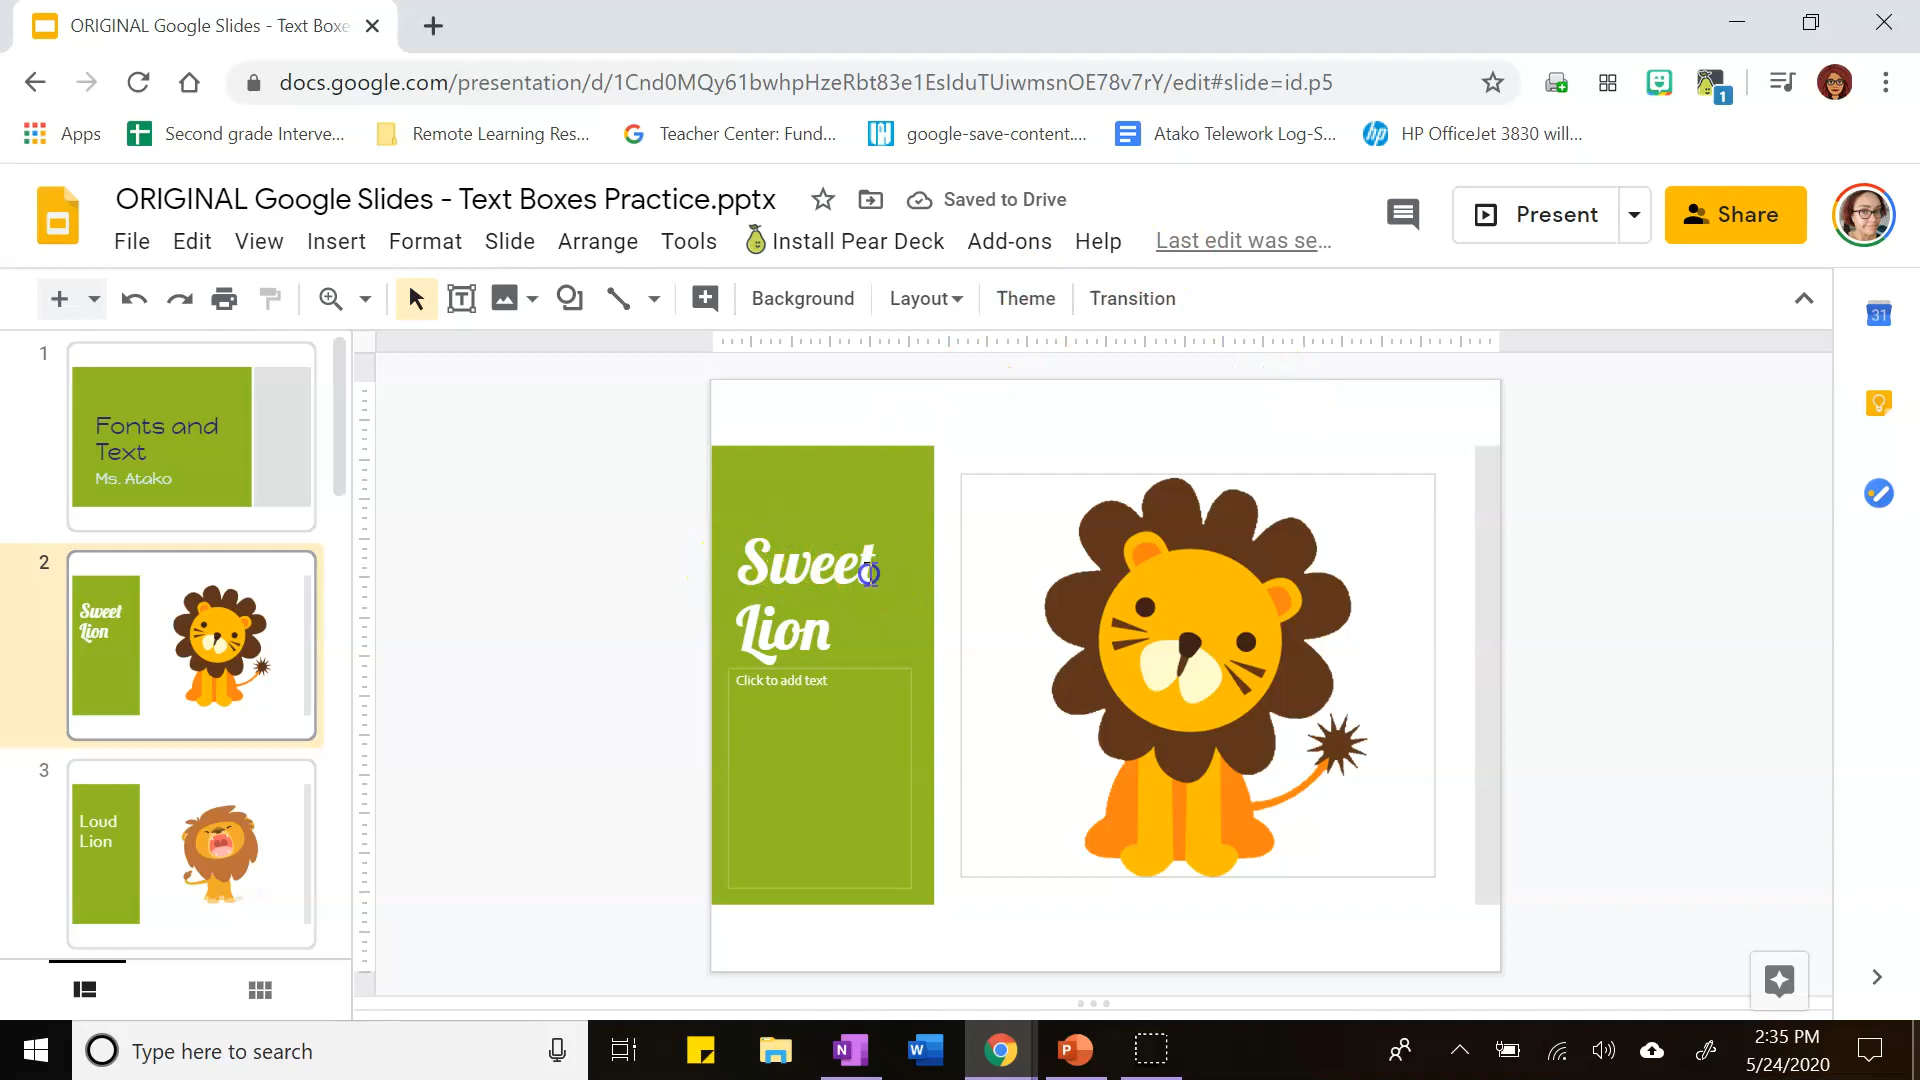 ORIGINAL Google Slides - Text Boxe
docs.google.com/presentation/d/1Cnd0MQy61bwhpHzeRbt83e1EsIduTUiwmsnOE78v7rY/edit#slide=id.p5
1
Apps Second grade Interve... Remote Learning Res... Teacher Center: Fund... google-save-content.... Atako Telework Log-S... HP OfficeJet 3830 will...
ORIGINAL Google Slides - Text Boxes Practice.pptx Saved to Drive
Present Share
File Edit View Insert Format Slide Arrange Tools Install Pear Deck Add-ons Help Last edit was se...
Background Layout Theme Transition
31
1
Fonts and
Text
Ms. Atako
2
Sweet
Lion
3
Loud
Lion
Sweet
Lion
Click to add text
Type here to search
2:35 PM
5/24/2020